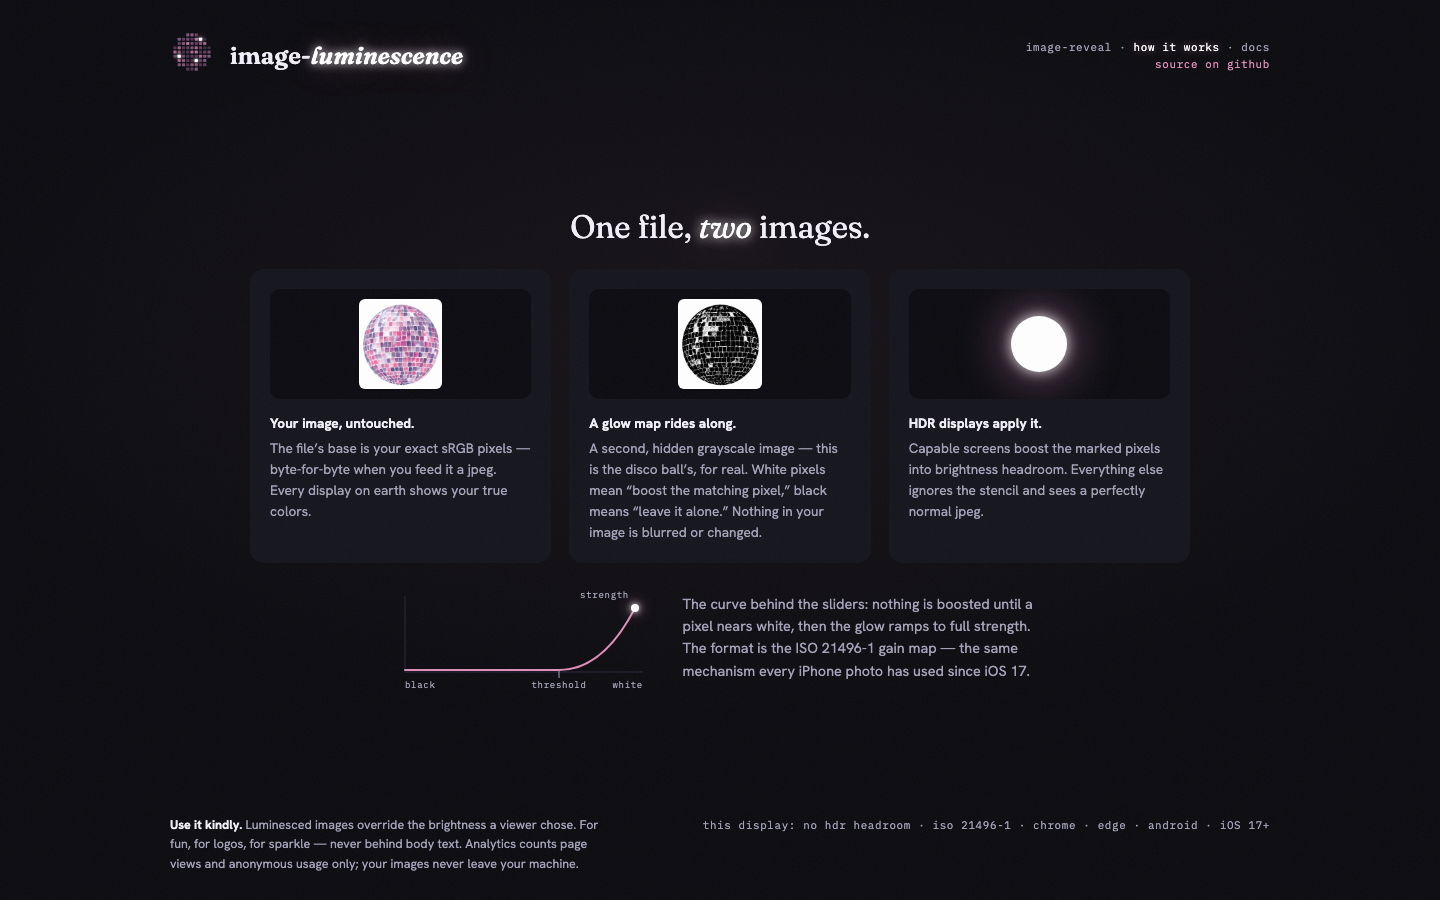 image-luminescence
image-reveal · how it works · docs
source on github
One file, two images.
Your image, untouched.
The file’s base is your exact sRGB pixels —
byte-for-byte when you feed it a jpeg.
Every display on earth shows your true
colors.
A glow map rides along.
A second, hidden grayscale image — this
is the disco ball’s, for real. White pixels
mean “boost the matching pixel,” black
means “leave it alone.” Nothing in your
image is blurred or changed.
HDR displays apply it.
Capable screens boost the marked pixels
into brightness headroom. Everything else
ignores the stencil and sees a perfectly
normal jpeg.
strength
black
threshold
white
The curve behind the sliders: nothing is boosted until a
pixel nears white, then the glow ramps to full strength.
The format is the ISO 21496-1 gain map — the same
mechanism every iPhone photo has used since iOS 17.
Use it kindly. Luminesced images override the brightness a viewer chose. For
fun, for logos, for sparkle — never behind body text. Analytics counts page
views and anonymous usage only; your images never leave your machine.
this display: no hdr headroom · iso 21496-1 · chrome · edge · android · iOS 17+